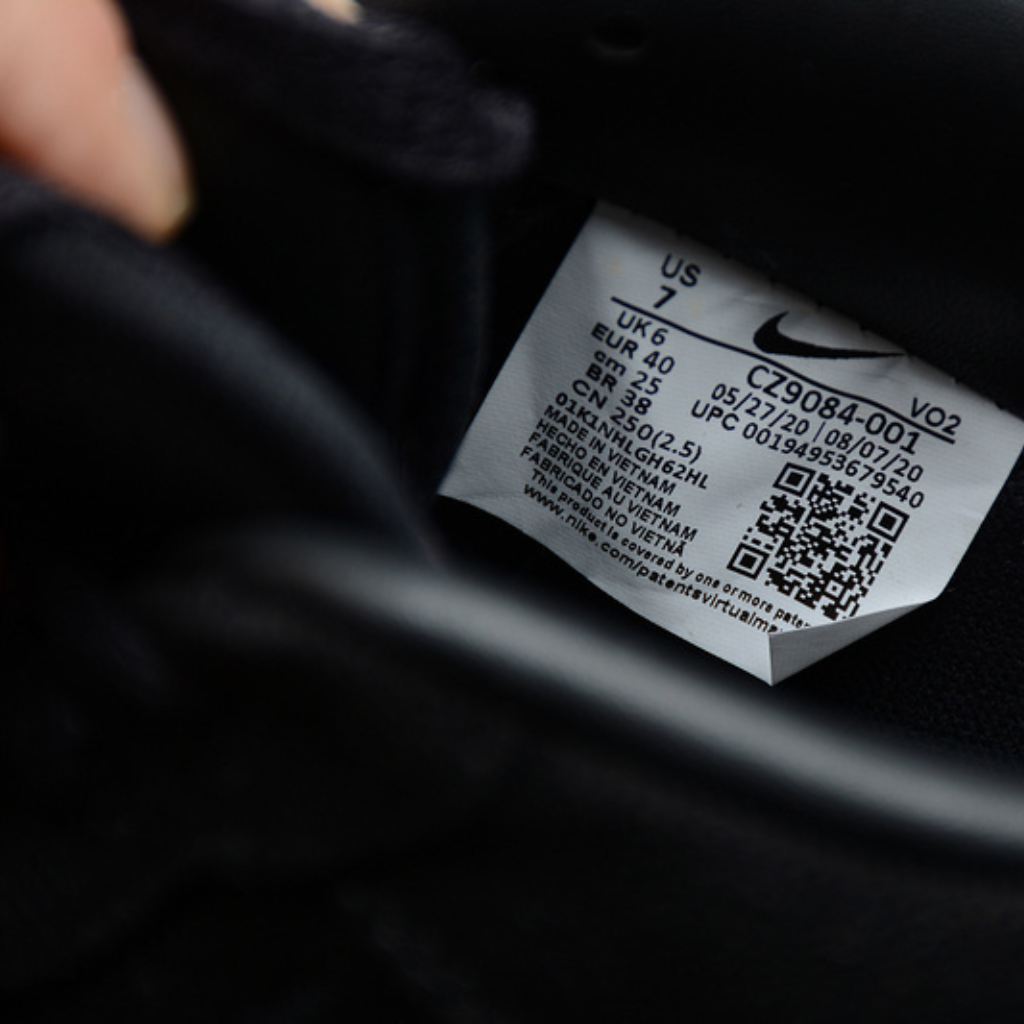 US
7
UK 6
EUR 40
cm 25
BR 38
CN 250(2.5)
01K1NHLGH62HL
MADE IN VIETNAM
HECHO EN VIETNAM
FABRIQUE AU VIETNAM
FABRICADO NO VIETNÃ
This product is covered by one or more
www.nike.com/patentsvirtualma
CZ9084-001 VO2
05/27/20 | 08/07/20
UPC 00194953679540